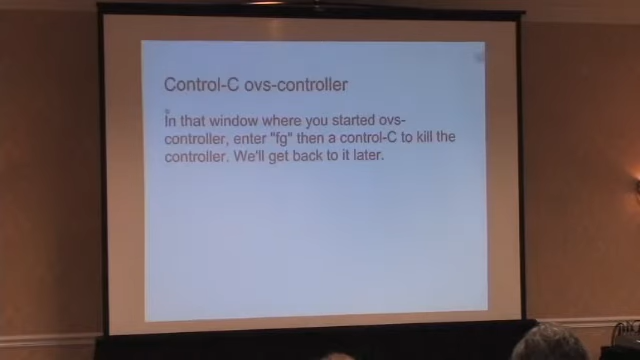 Control-C ovs-controller
In that window where you started ovs-
controller, enter "fg" then a control-C to kill the
controller. We'll get back to it later.